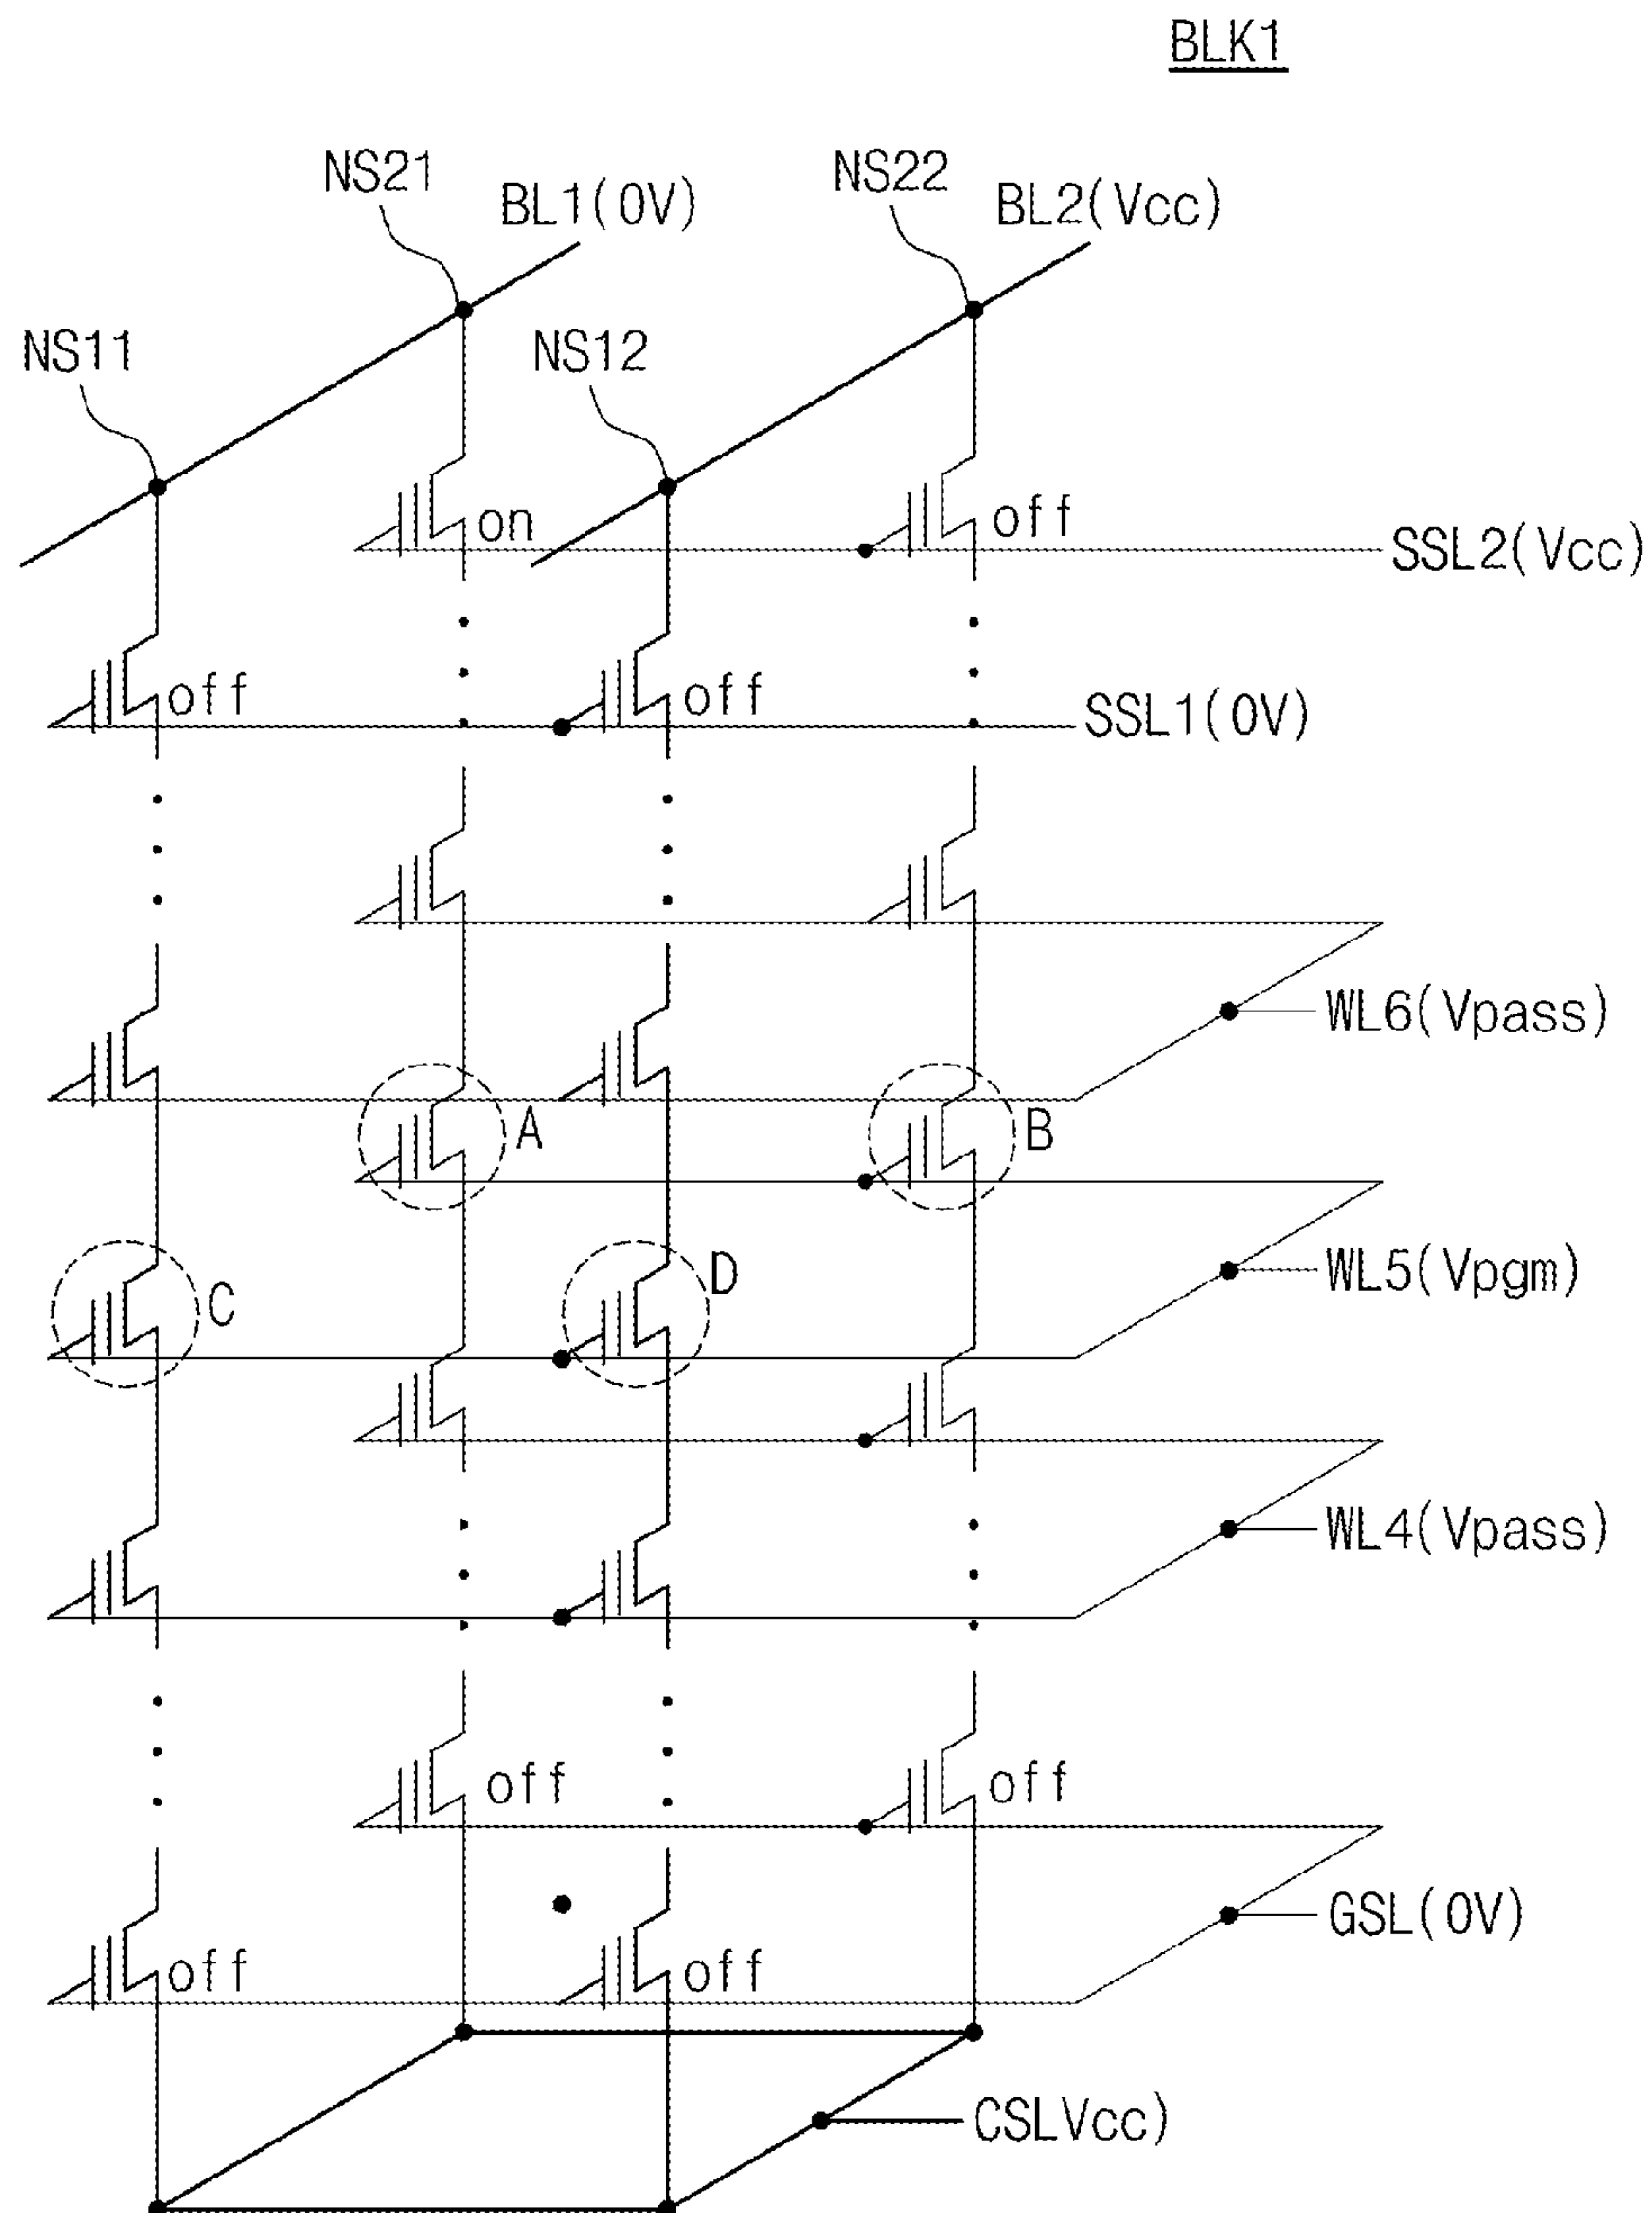 BLK1
NS21
BL1(0V)
NS22
BL2(Vcc)
NS11
NS12
on
off
SSL2(Vcc)
off
off
SSL1(0V)
WL6(Vpass)
A
B
C
D
WL5(Vpgm)
WL4(Vpass)
off
off
GSL(0V)
off
off
CSLVcc)